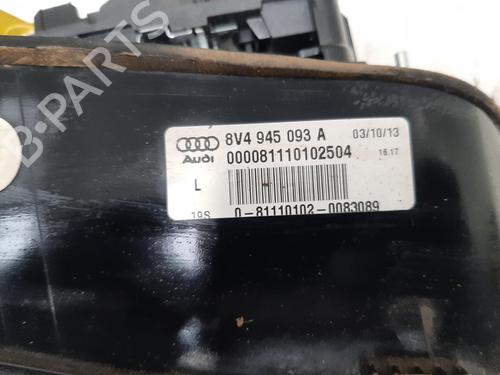 8V4 945 093 A 03/10/13
Audi 000081110102504 16.17
L
19S 0-81110102-0083089
B-PARTS